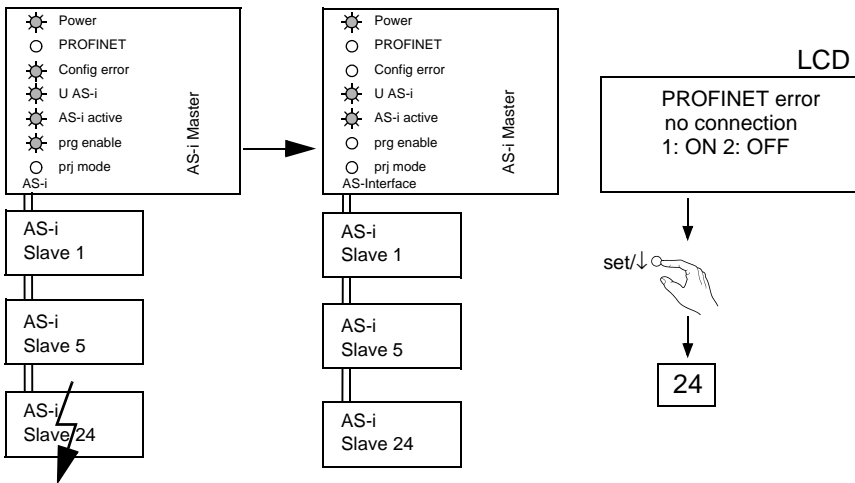 Power
PROFINET
Config error
U AS-i
AS-i active
prg enable
prj mode
AS-i
AS-i Master
AS-i
Slave 1
AS-i
Slave 5
AS-i
Slave 24
Power
PROFINET
Config error
U AS-i
AS-i active
prg enable
prj mode
AS-Interface
AS-i Master
AS-i
Slave 1
AS-i
Slave 5
AS-i
Slave 24
LCD
PROFINET error
no connection
1: ON 2: OFF
set/↓
24